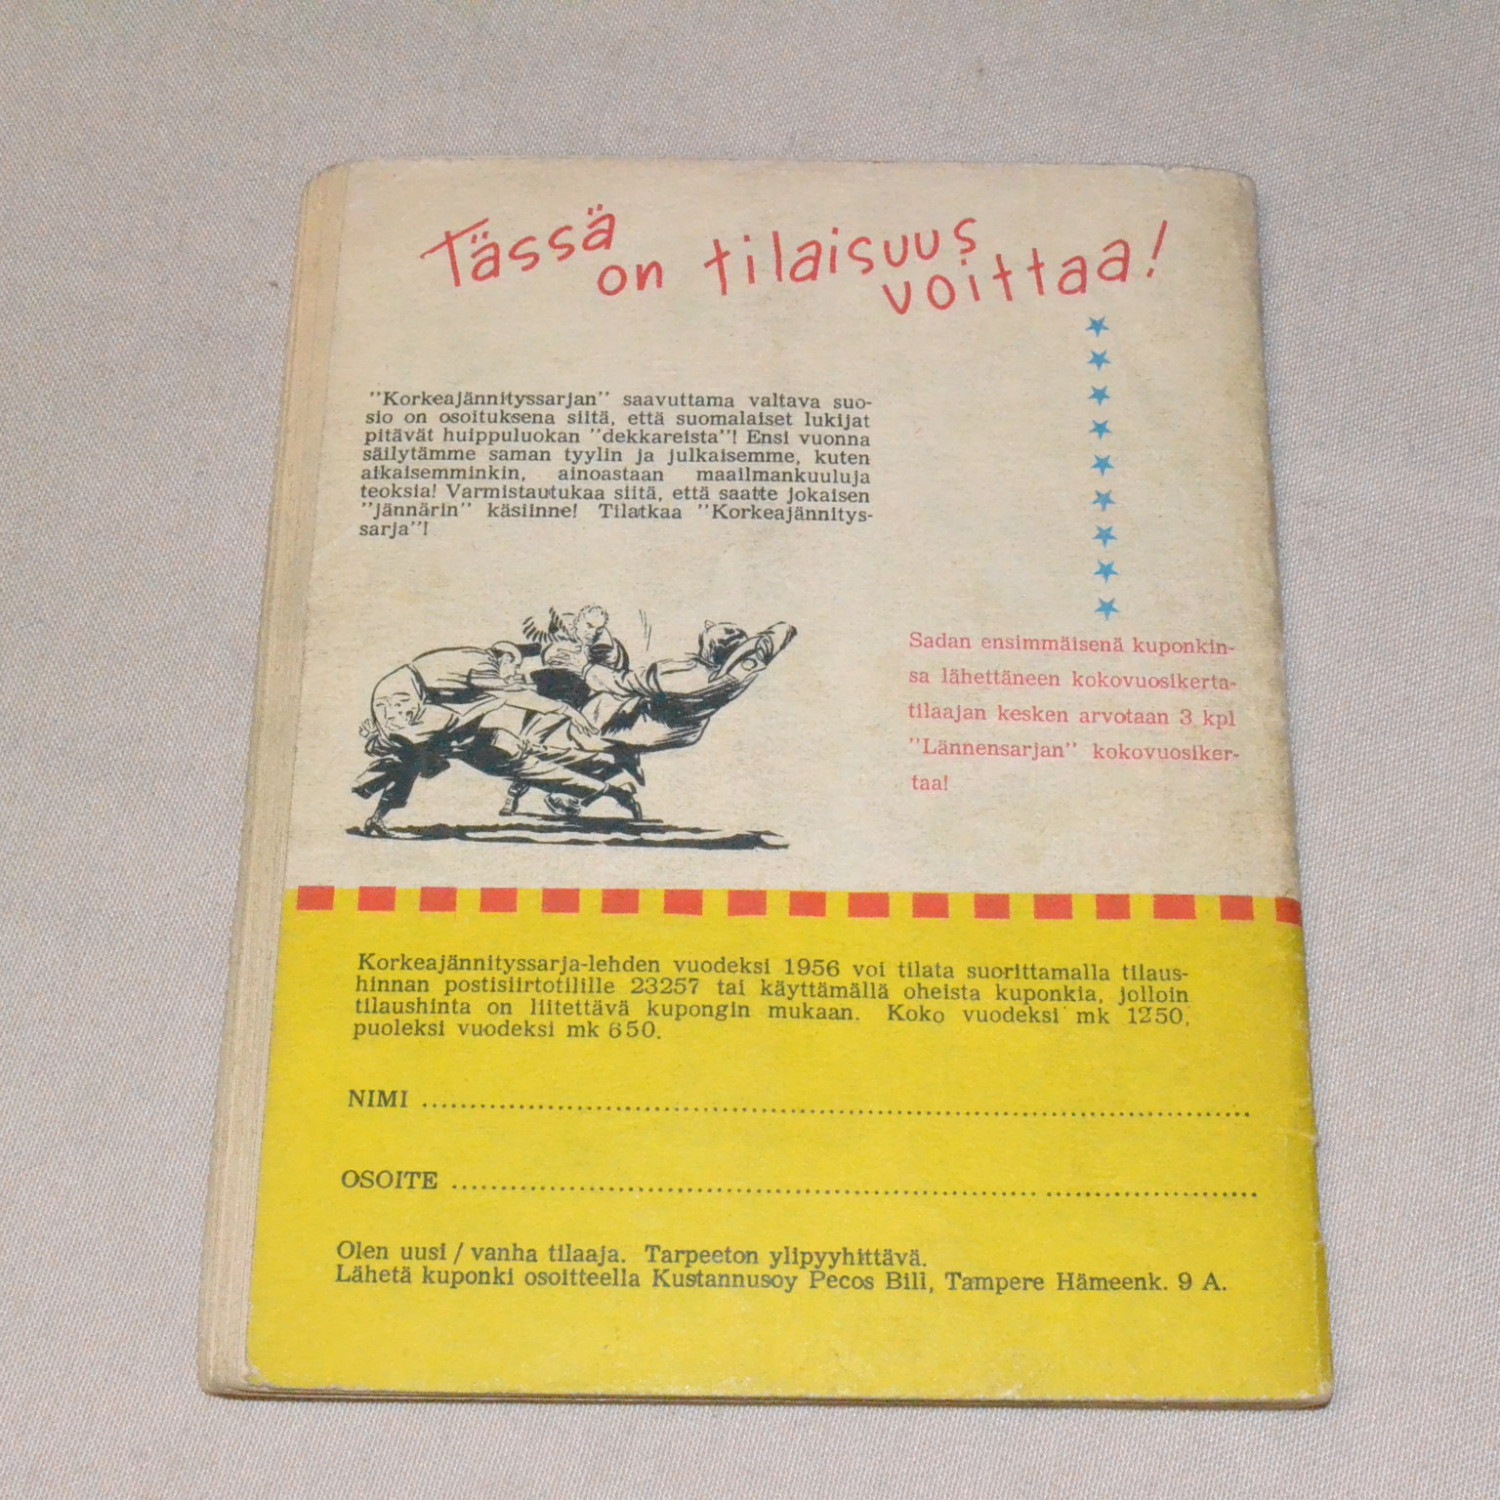 Tässä
on tilaisuus
voittaa!
"Korkeajännityssarjan" saavuttama valtava suo-
sio on osoituksena siitä, että suomalaiset lukijat
pitävät huippuluokan "dekkareista"! Ensi vuonna
säilytämme saman tyylin ja julkaisemme, kuten
aikaisemminkin, ainoastaan maailmankuuluja
teoksia! Varmistautukaa siitä, että saatte jokaisen
"jännärin" käsiinne! Tilatkaa "Korkeajännitys-
sarja"!
Sadan ensimmäisenä kuponkin-
sa lähettäneen kokovuosikerta-
tilaajan kesken arvotaan 3 kpl
"Lännensarjan" kokovuosiker-
taa!
Korkeajännityssarja-lehden vuodeksi 1956 voi tilata suorittamalla tilaus-
hinnan postisiirtotilille 23257 tai käyttämällä oheista kuponkia, jolloin
tilaushinta on liitettävä kupongin mukaan. Koko vuodeksi mk 1250,
puoleksi vuodeksi mk 650.
NIMI
OSOITE
Olen uusi / vanha tilaaja. Tarpeeton ylipyyhittävä.
Lähetä kuponki osoitteella Kustannusoy Pecos Bill, Tampere Hämeenk. 9 A.